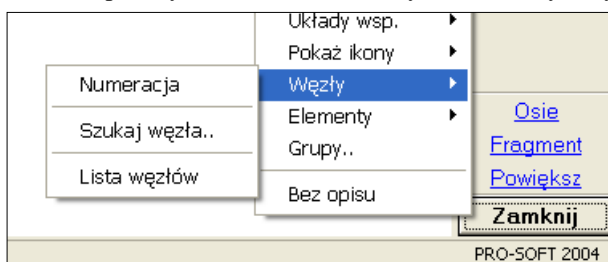 Układy wsp.
Pokaż ikony
Węzły
Elementy
Grupy..
Bez opisu
Numeracja
Szukaj węzła..
Lista węzłów
Osie
Fragment
Powiększ
Zamknij
PRO-SOFT 2004